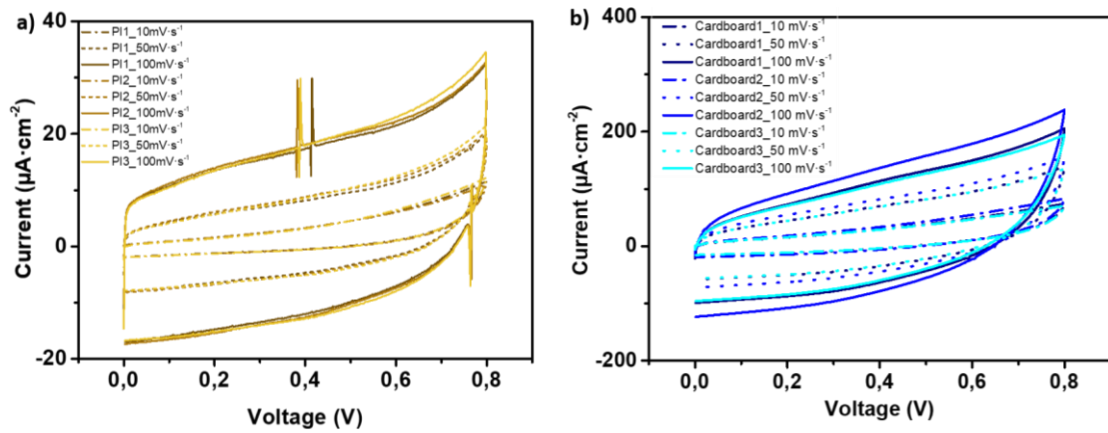 a)
40
20
0
-20
Current (µA·cm⁻²)
PI1_10mV·s⁻¹
PI1_50mV·s⁻¹
PI1_100mV·s⁻¹
PI2_10mV·s⁻¹
PI2_50mV·s⁻¹
PI2_100mV·s⁻¹
PI3_10mV·s⁻¹
PI3_50mV·s⁻¹
PI3_100mV·s⁻¹
0,0 0,2 0,4 0,6 0,8
Voltage (V)
b)
400
200
0
-200
Current (µA·cm⁻²)
Cardboard1_10 mV·s⁻¹
Cardboard1_50 mV·s⁻¹
Cardboard1_100 mV·s⁻¹
Cardboard2_10 mV·s⁻¹
Cardboard2_50 mV·s⁻¹
Cardboard2_100 mV·s⁻¹
Cardboard3_10 mV·s⁻¹
Cardboard3_50 mV·s⁻¹
Cardboard3_100 mV·s⁻¹
0,0 0,2 0,4 0,6 0,8
Voltage (V)